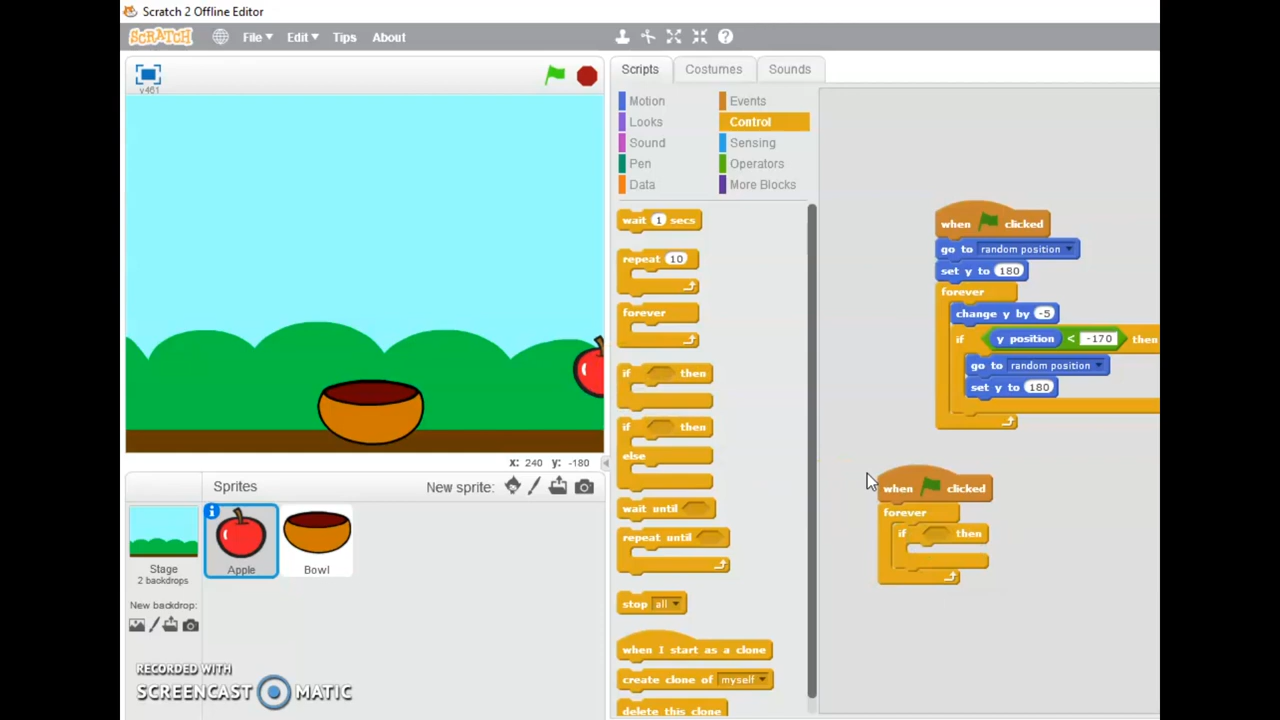 Scratch 2 Offline Editor
SCRATCH File Edit Tips About
v461
Scripts Costumes Sounds
Motion Events
Looks Control
Sound Sensing
Pen Operators
Data More Blocks
wait 1 secs
repeat 10
forever
if then
if then
else
wait until
repeat until
stop all
when I start as a clone
create clone of myself
delete this clone
when clicked
go to random position
set y to 180
forever
change y by -5
if y position < -170 then
go to random position
set y to 180
when clicked
forever
if then
x: 240 y: -180
Sprites New sprite:
Apple
Bowl
Stage
2 backdrops
New backdrop:
RECORDED WITH
SCREENCAST MATIC